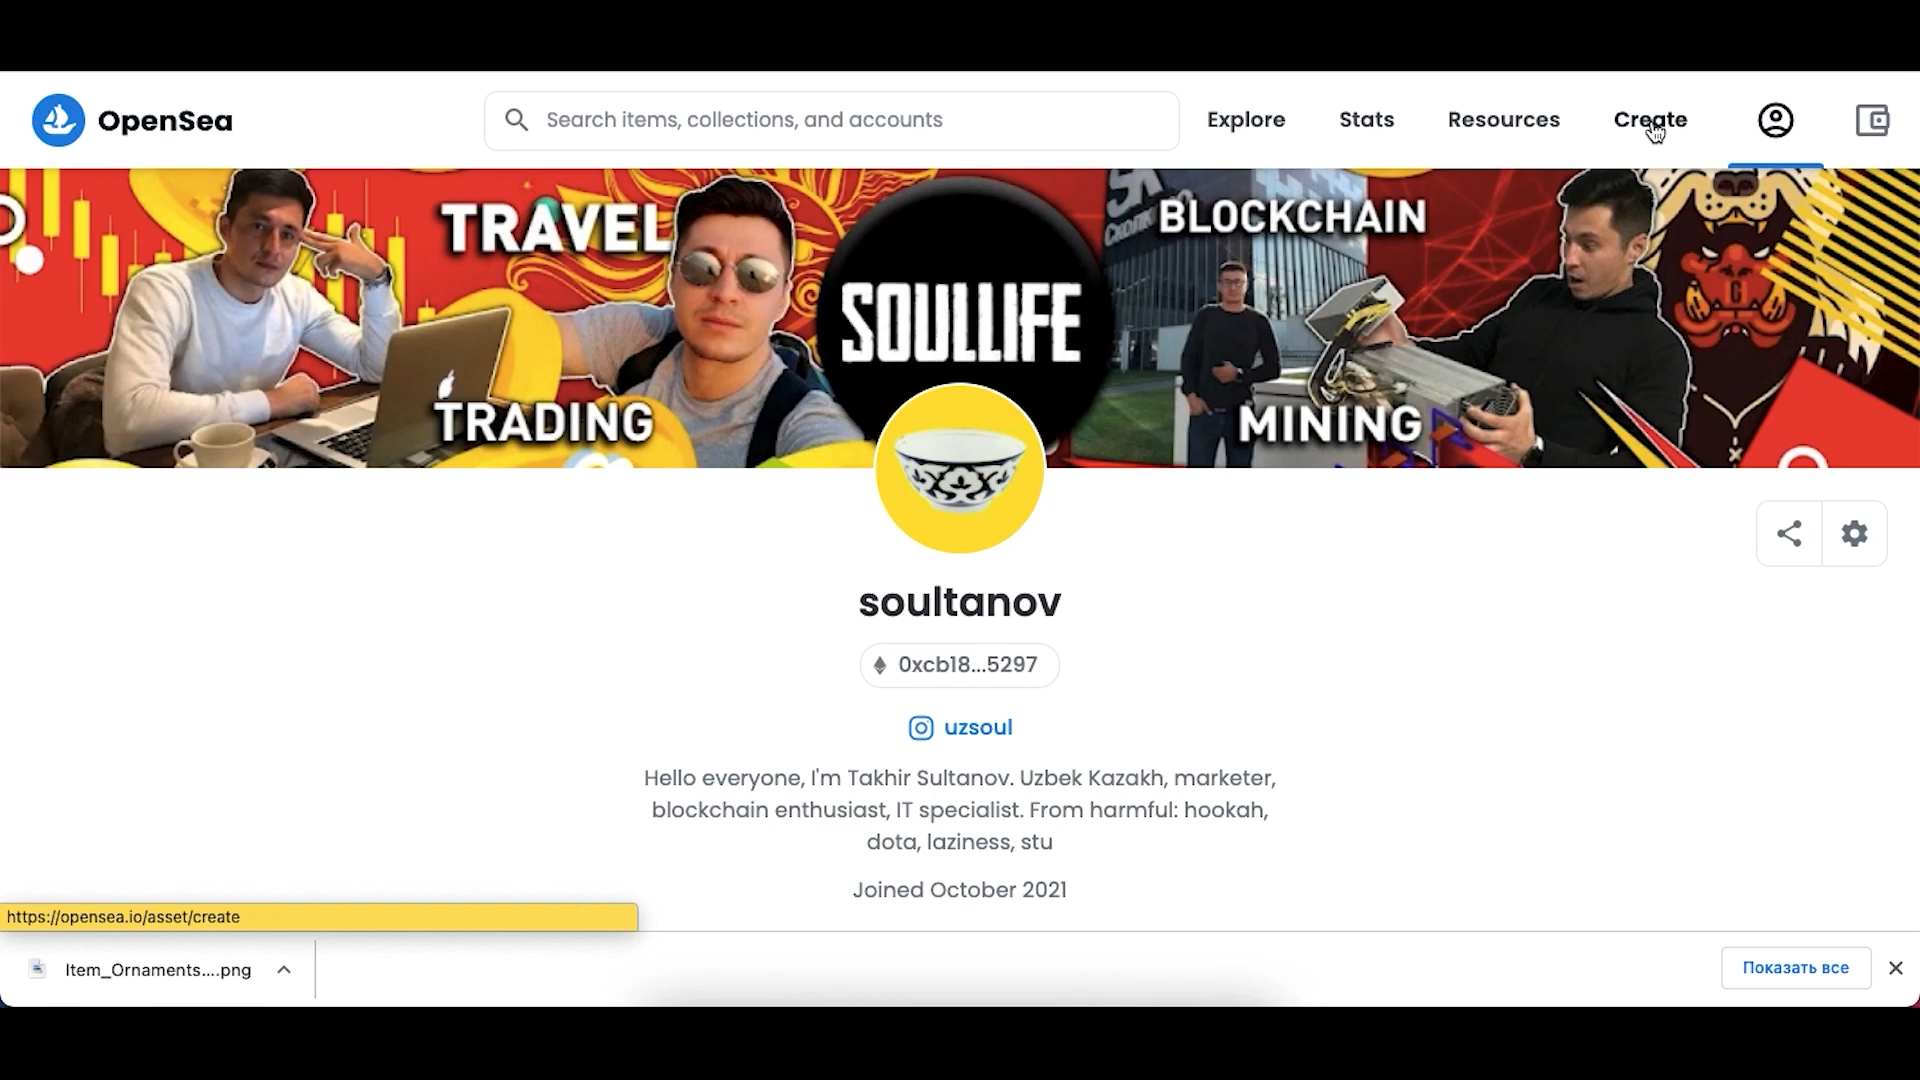 OpenSea
Search items, collections, and accounts
Explore
Stats
Resources
Create
TRAVEL
BLOCKCHAIN
SOULLIFE
TRADING
MINING
soultanov
0xcb18...5297
uzsoul
Hello everyone, I'm Takhir Sultanov. Uzbek Kazakh, marketer,
blockchain enthusiast, IT specialist. From harmful: hookah,
dota, laziness, stu
Joined October 2021
https://opensea.io/asset/create
Item_Ornaments....png
Показать все